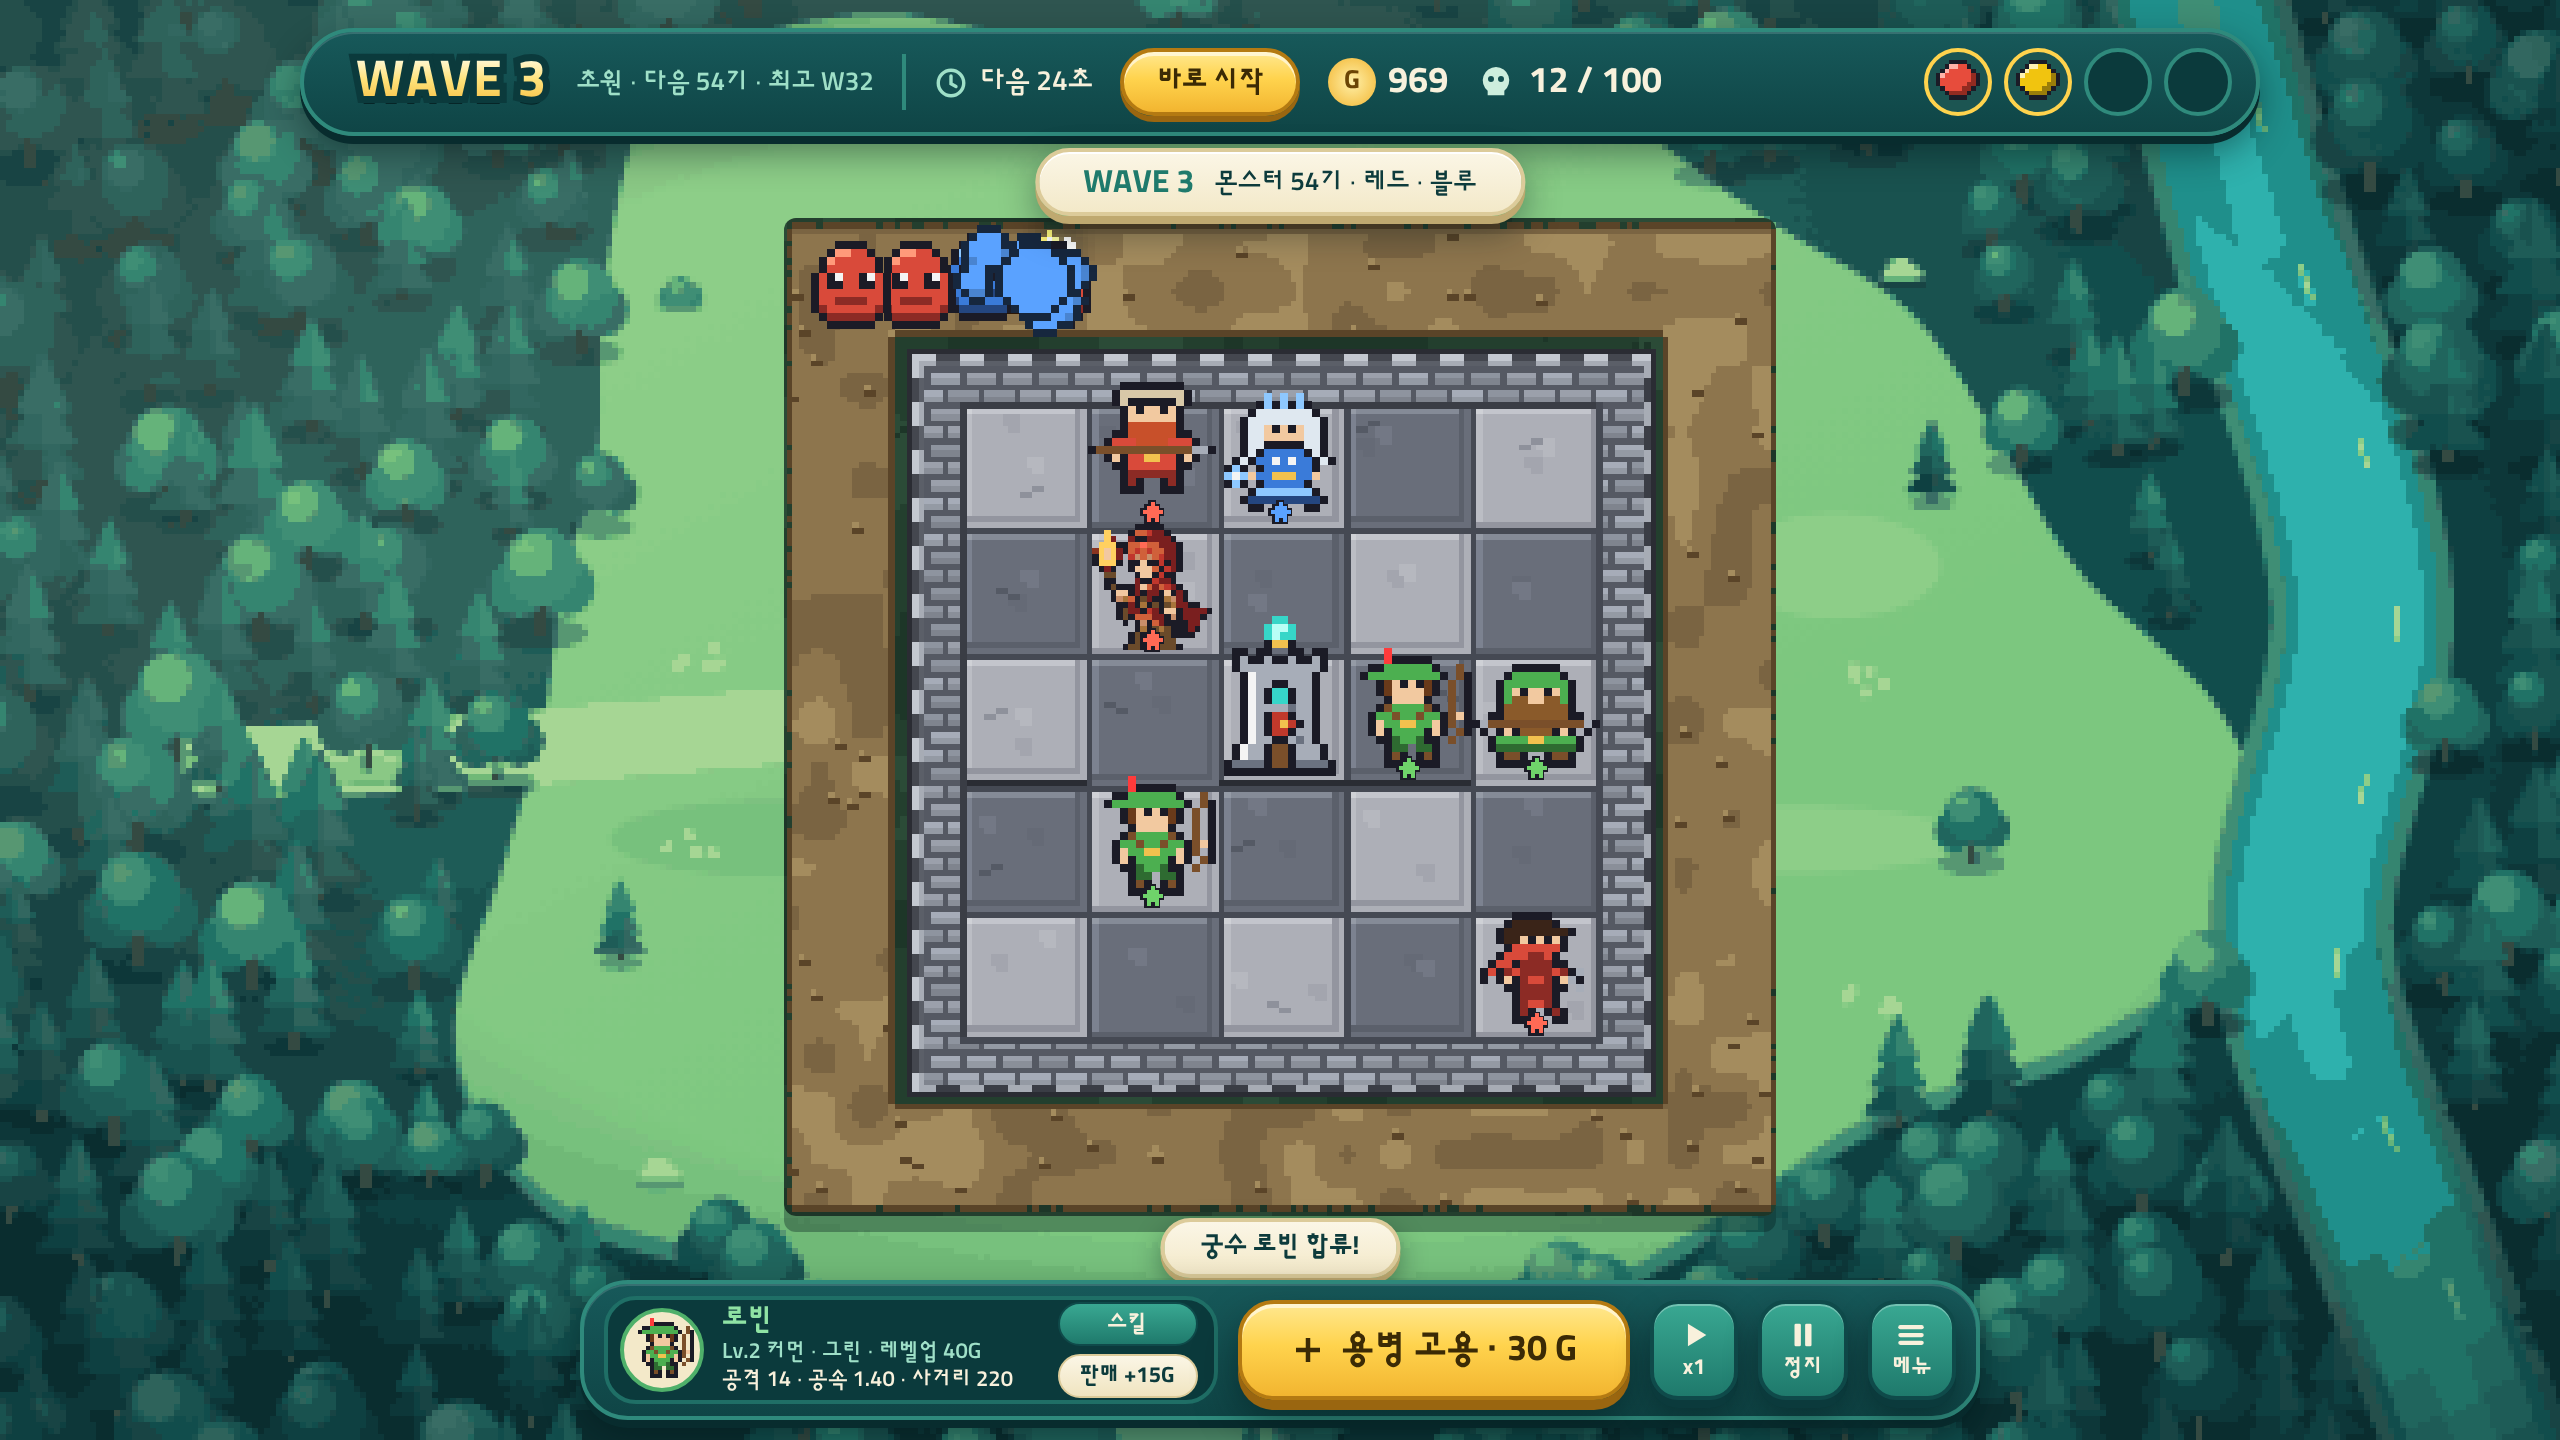 WAVE 3
초원 · 다음 54기 · 최고 W32
다음 24초
바로 시작
G 969
12 / 100
WAVE 3 몬스터 54기 · 레드 · 블루
궁수 로빈 합류!
로빈
Lv.2 커먼 · 그린 · 레벨업 40G
공격 14 · 공속 1.40 · 사거리 220
스킬
판매 +15G
+ 용병 고용 · 30 G
x1
정지
메뉴